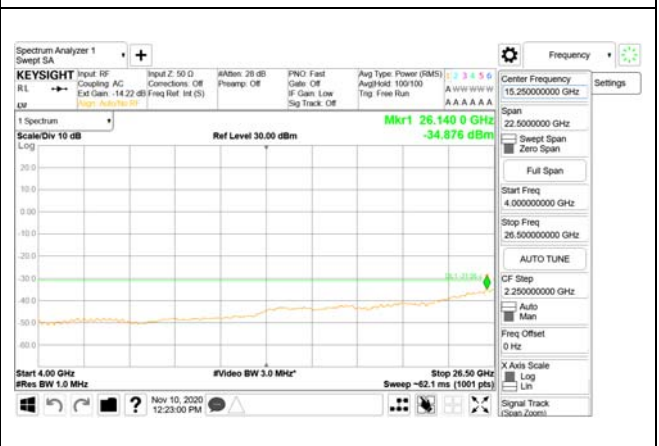 Spectrum Analyzer 1
Swept SA
Frequency
KEYSIGHT
Input: RF
Coupling: AC
Ext Gain: -14.22 dB
Align: Auto/No RF
Input Z: 50 Ω
Corrections: Off
Freq Ref: Int (S)
#Atten: 28 dB
Preamp: Off
PNO: Fast
Gate: Off
IF Gain: Low
Sig Track: Off
Avg Type: Power (RMS)
Avg|Hold: 100/100
Trig: Free Run
1 2 3 4 5 6
A W W W W W
A A A A A A
RL
1 Spectrum
Scale/Div 10 dB
Ref Level 30.00 dBm
Mkr1 26.140 0 GHz
-34.876 dBm
Log
20.0
10.0
0.00
-10.0
-20.0
-30.0
-40.0
-50.0
-60.0
Start 4.00 GHz
#Res BW 1.0 MHz
#Video BW 3.0 MHz*
Stop 26.50 GHz
Sweep ~62.1 ms (1001 pts)
Nov 10, 2020
12:23:00 PM
Center Frequency
15.250000000 GHz
Span
22.5000000 GHz
Swept Span
Zero Span
Full Span
Start Freq
4.000000000 GHz
Stop Freq
26.500000000 GHz
AUTO TUNE
CF Step
2.250000000 GHz
Auto
Man
Freq Offset
0 Hz
X Axis Scale
Log
Lin
Signal Track
(Span Zoom)
Settings